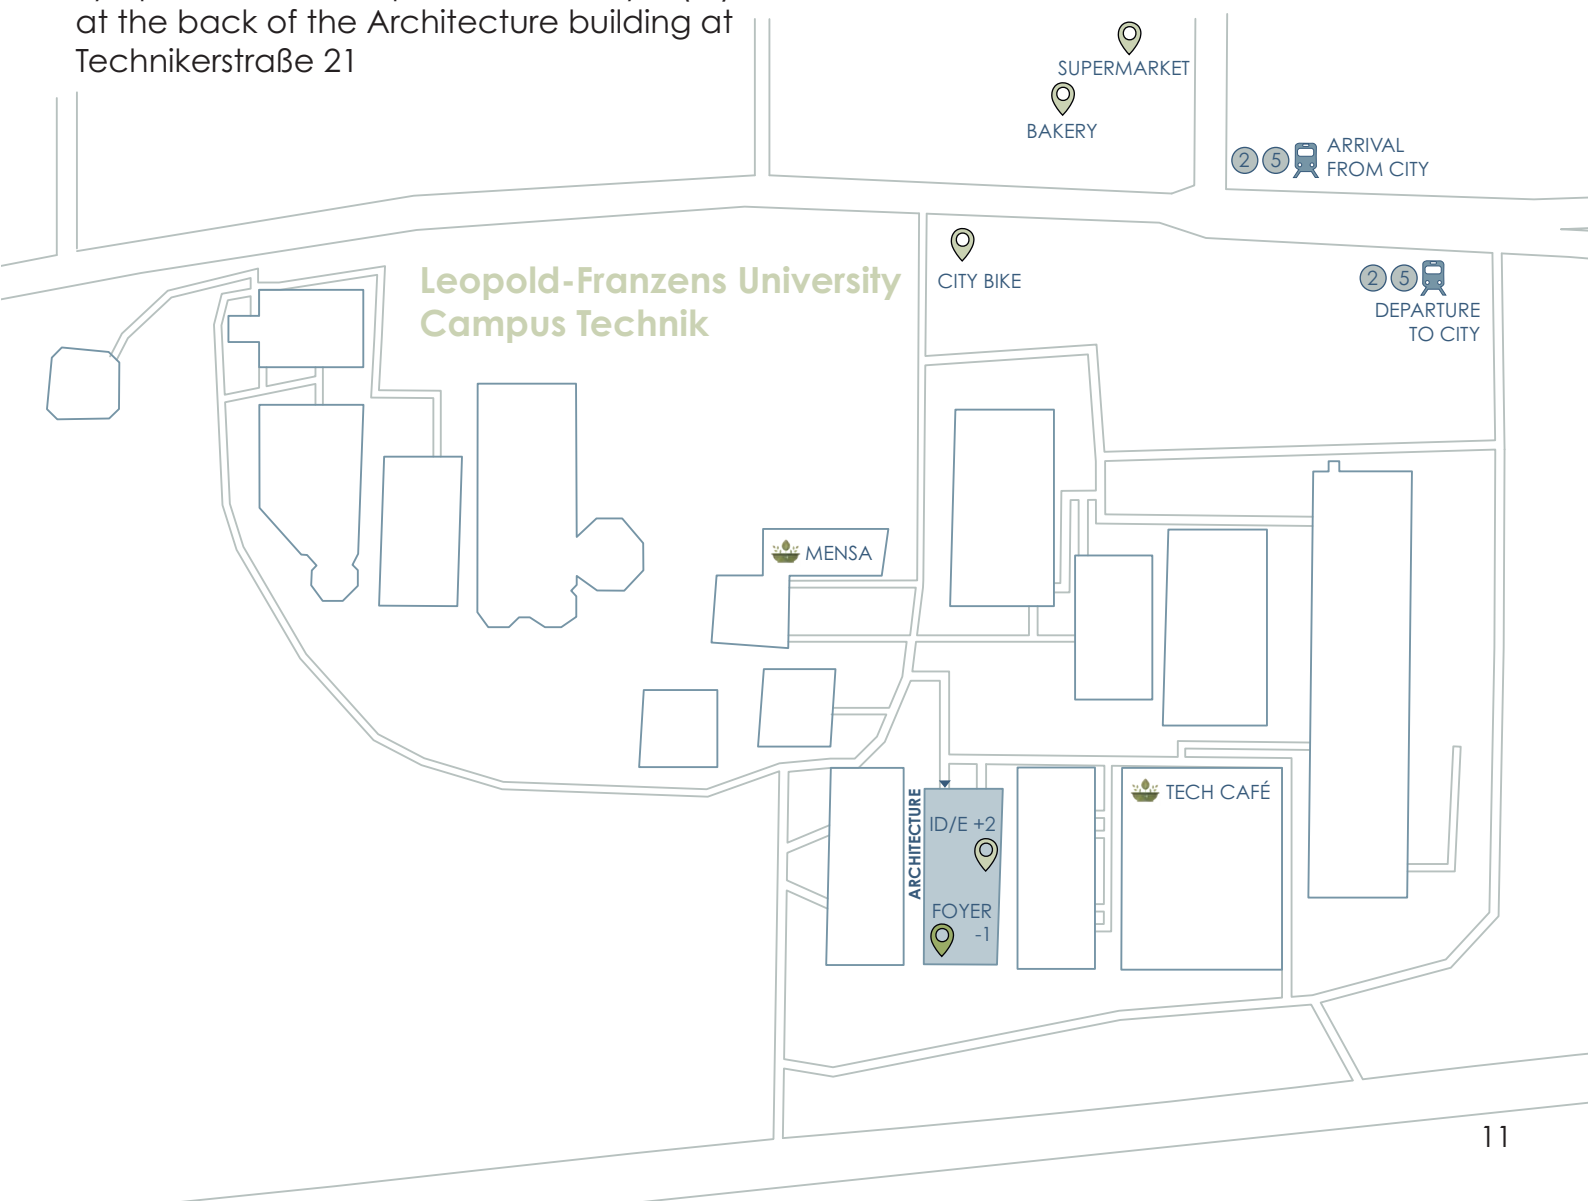 at the back of the Architecture building at
Technikerstraße 21
SUPERMARKET
BAKERY
2 5 ARRIVAL
FROM CITY
Leopold-Franzens University
Campus Technik
CITY BIKE
2 5
DEPARTURE
TO CITY
MENSA
ARCHITECTURE
ID/E +2
FOYER
-1
TECH CAFÉ
11